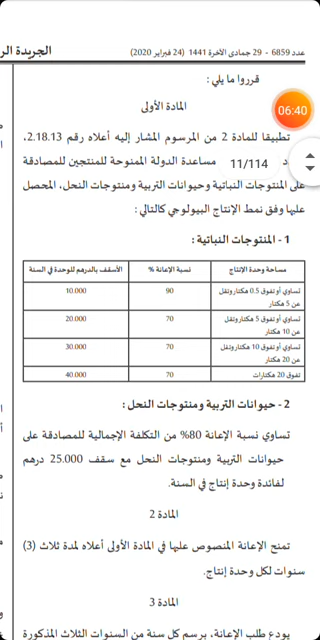 عدد 6859 - 29 جمادى الآخرة 1441 (24 فبراير 2020)
الجريدة الر
قرروا ما يلي :
06:40
المادة الأولى
تطبيقا للمادة 2 من المرسوم المشار إليه أعلاه رقم 2.18.13،
د مساعدة الدولة الممنوحة للمنتجين للمصادقة
11/114
على المنتوجات النباتية وحيوانات التربية ومنتوجات النحل، المحصل
عليها وفق نمط الإنتاج البيولوجي كالتالي :
1 - المنتوجات النباتية :
مساحة وحدة الإنتاج
نسبة الإعانة %
الأسقف بالدرهم للوحدة في السنة
تساوي أو تفوق 0.5 هكتار وتقل
عن 5 هكتار
90
10.000
تساوي أو تفوق 5 هكتار وتقل
عن 10 هكتار
70
20.000
تساوي أو تفوق 10 هكتار وتقل
عن 20 هكتار
70
30.000
تفوق 20 هكتارات
70
40.000
2 - حيوانات التربية ومنتوجات النحل :
تساوي نسبة الإعانة 80% من التكلفة الإجمالية للمصادقة على
حيوانات التربية ومنتوجات النحل مع سقف 25.000 درهم
لفائدة وحدة إنتاج في السنة.
المادة 2
تمنح الإعانة المنصوص عليها في المادة الأولى أعلاه لمدة ثلاث (3)
سنوات لكل وحدة إنتاج.
المادة 3
يودع طلب الإعانة، برسم كل سنة من السنوات الثلاث المذكورة